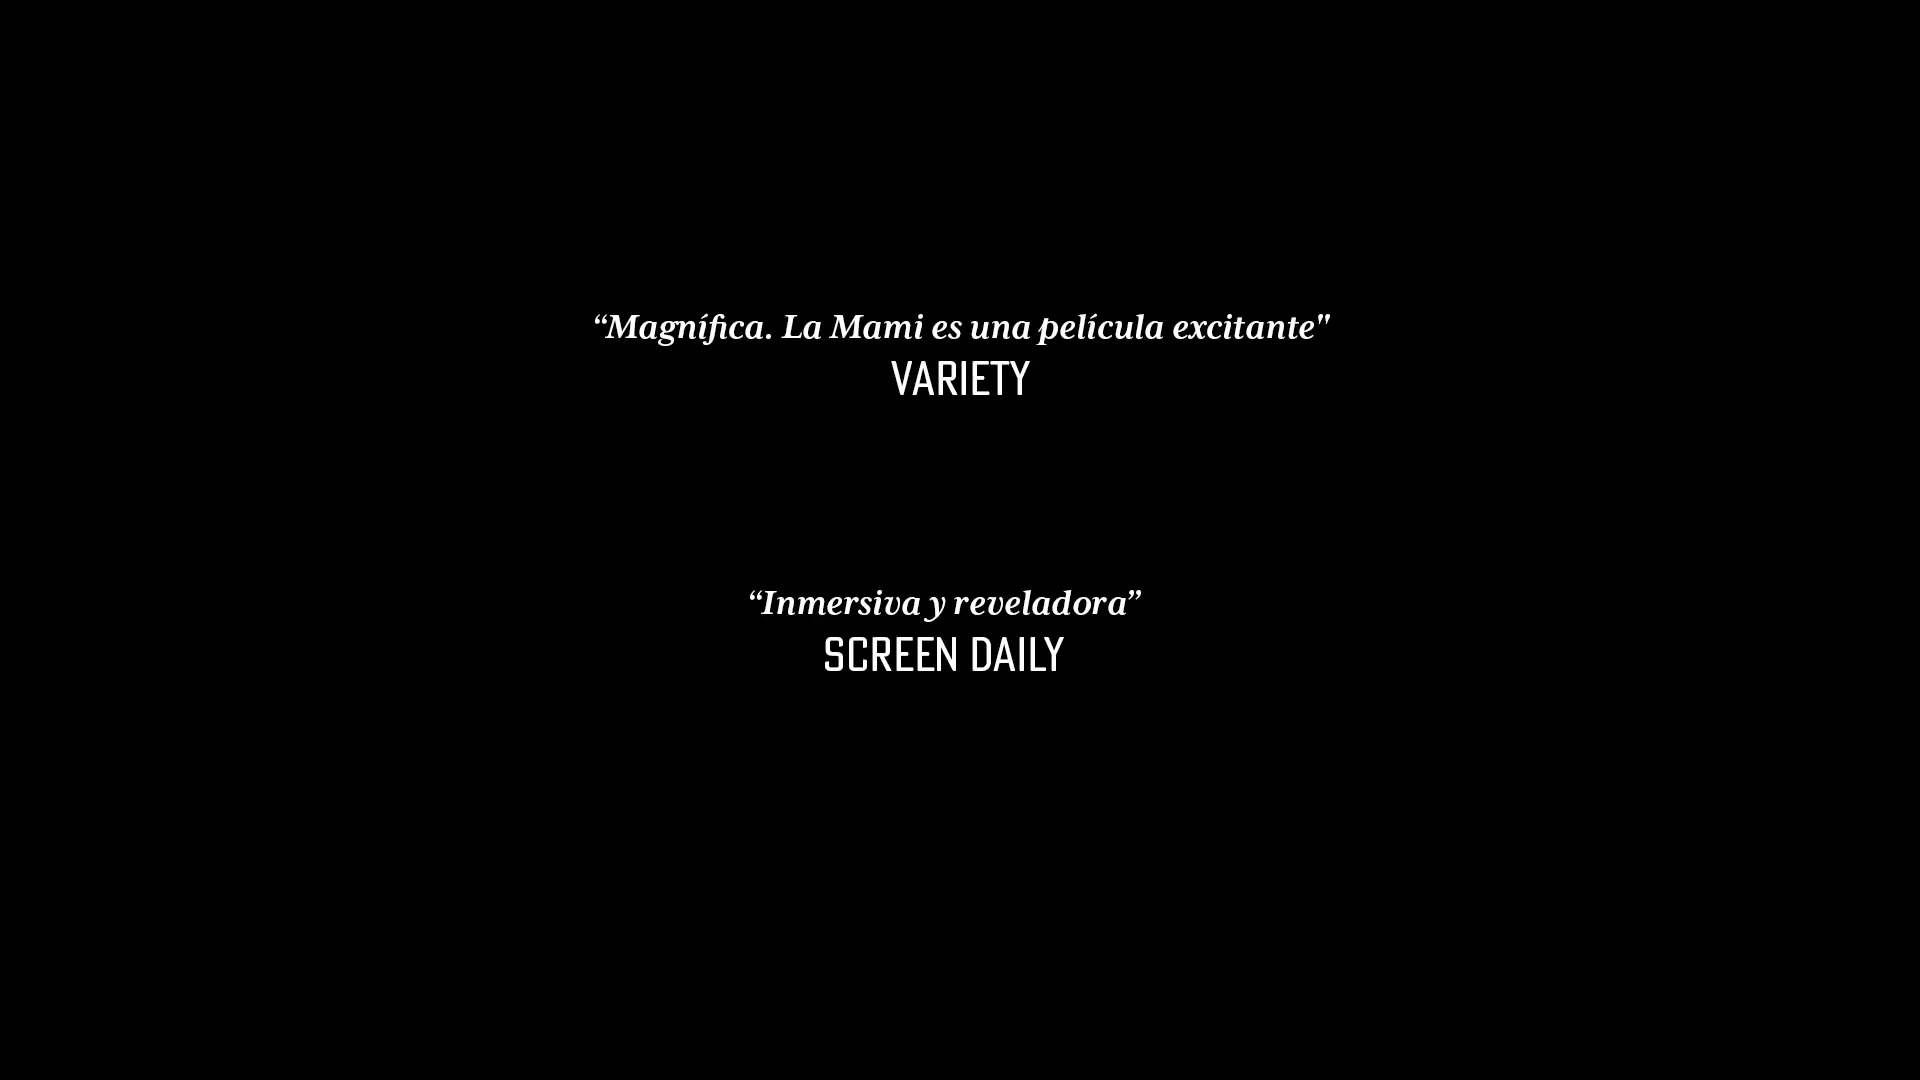 “Magnífica. La Mami es una película excitante"
VARIETY
“Inmersiva y reveladora”
SCREEN DAILY